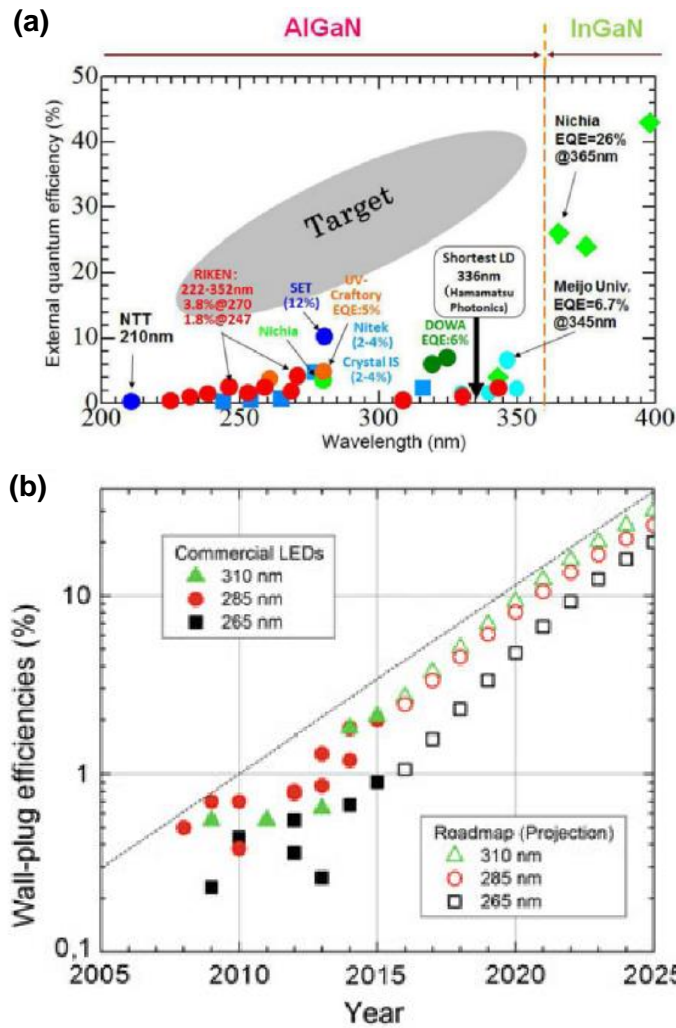 (a)
AlGaN
InGaN
External quantum efficiency (%)
50
40
30
20
10
0
Target
RIKEN:
222-352nm
3.8%@270
1.8%@247
NTT
210nm
SET
(12%)
Nichia
UV-
Craftory
EQE:5%
Nitek
(2-4%)
Crystal IS
(2-4%)
DOWA
EQE:6%
Shortest LD
336nm
(Hamamatsu
Photonics)
Nichia
EQE=26%
@365nm
Meijo Univ.
EQE=6.7%
@345nm
200 250 300 350 400
Wavelength (nm)
(b)
Wall-plug efficiencies (%)
10
1
0,1
Commercial LEDs
310 nm
285 nm
265 nm
Roadmap (Projection)
310 nm
285 nm
265 nm
2005 2010 2015 2020 2025
Year